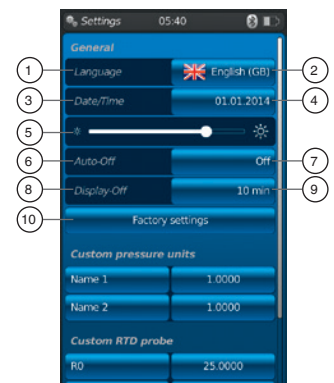 Settings 05:40
General
1 Language English (GB) 2
3 Date/Time 01.01.2014 4
5
6 Auto-Off Off 7
8 Display-Off 10 min 9
10 Factory settings
Custom pressure units
Name 1 1.0000
Name 2 1.0000
Custom RTD probe
R0 25.0000